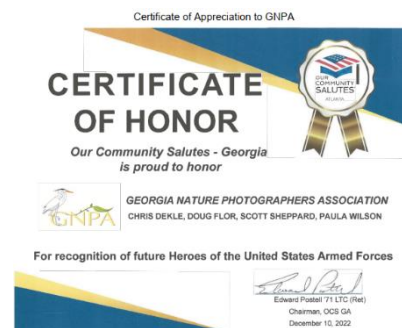 Certificate of Appreciation to GNPA
CERTIFICATE
OF HONOR
OUR
COMMUNITY
SALUTES
ATLANTA
Our Community Salutes - Georgia
is proud to honor
GNPA
GEORGIA NATURE PHOTOGRAPHERS ASSOCIATION
CHRIS DEKLE, DOUG FLOR, SCOTT SHEPPARD, PAULA WILSON
For recognition of future Heroes of the United States Armed Forces
Edward Postell '71 LTC (Ret)
Chairman, OCS GA
December 10, 2022